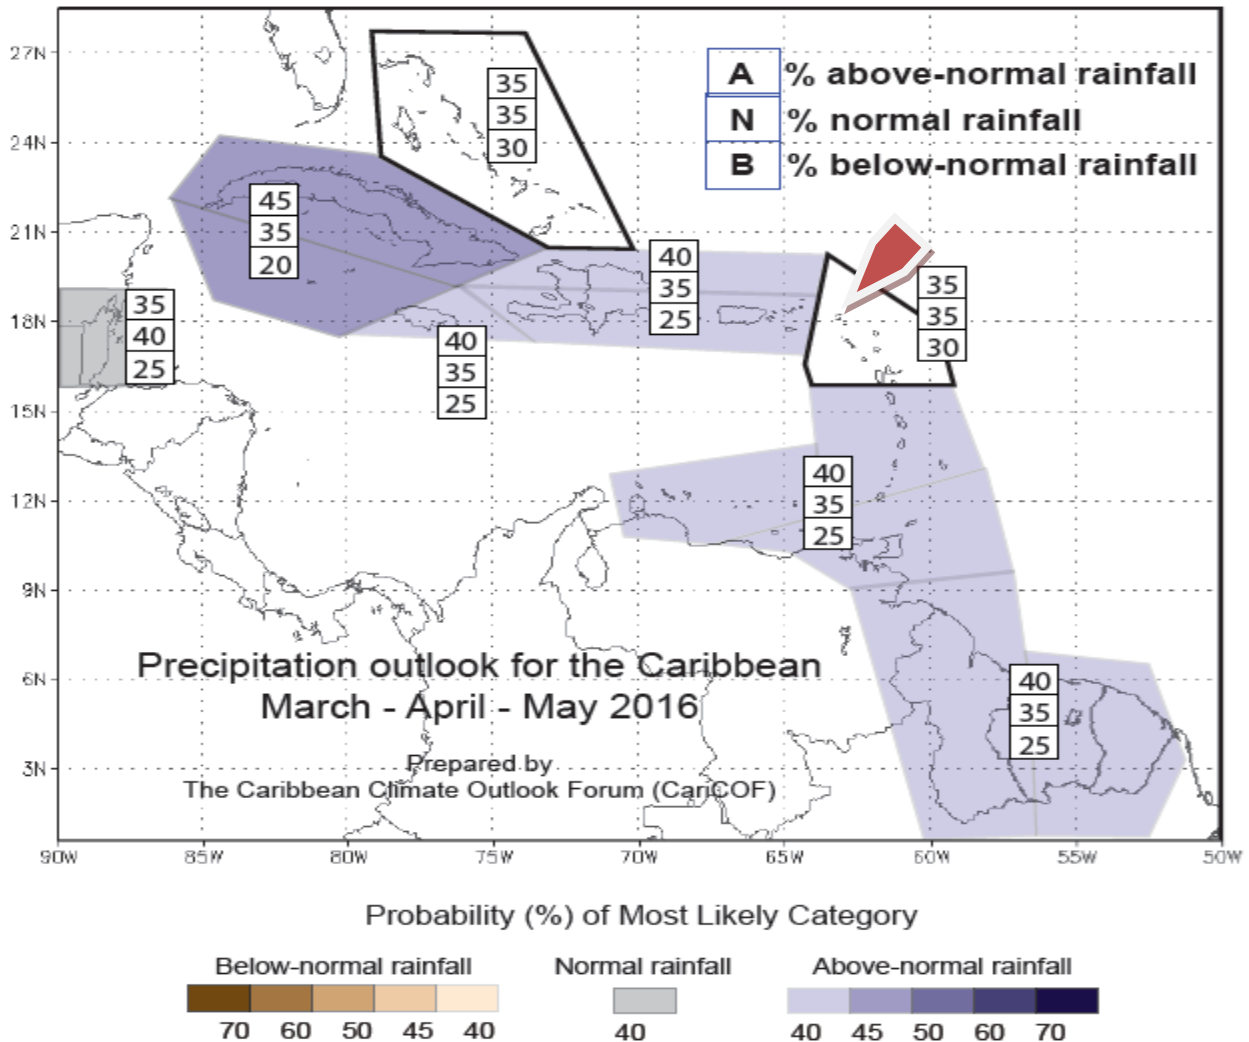 27N
24N
21N
18N
15N
12N
9N
6N
3N
A % above-normal rainfall
N % normal rainfall
B % below-normal rainfall
35
35
30
45
35
20
40
35
25
35
35
30
35
40
25
40
35
25
40
35
25
40
35
25
Precipitation outlook for the Caribbean
March - April - May 2016
Prepared by
The Caribbean Climate Outlook Forum (CariCOF)
90W 85W 80W 75W 70W 65W 60W 55W 50W
Probability (%) of Most Likely Category
Below-normal rainfall Normal rainfall Above-normal rainfall
70 60 50 45 40 40 40 45 50 60 70